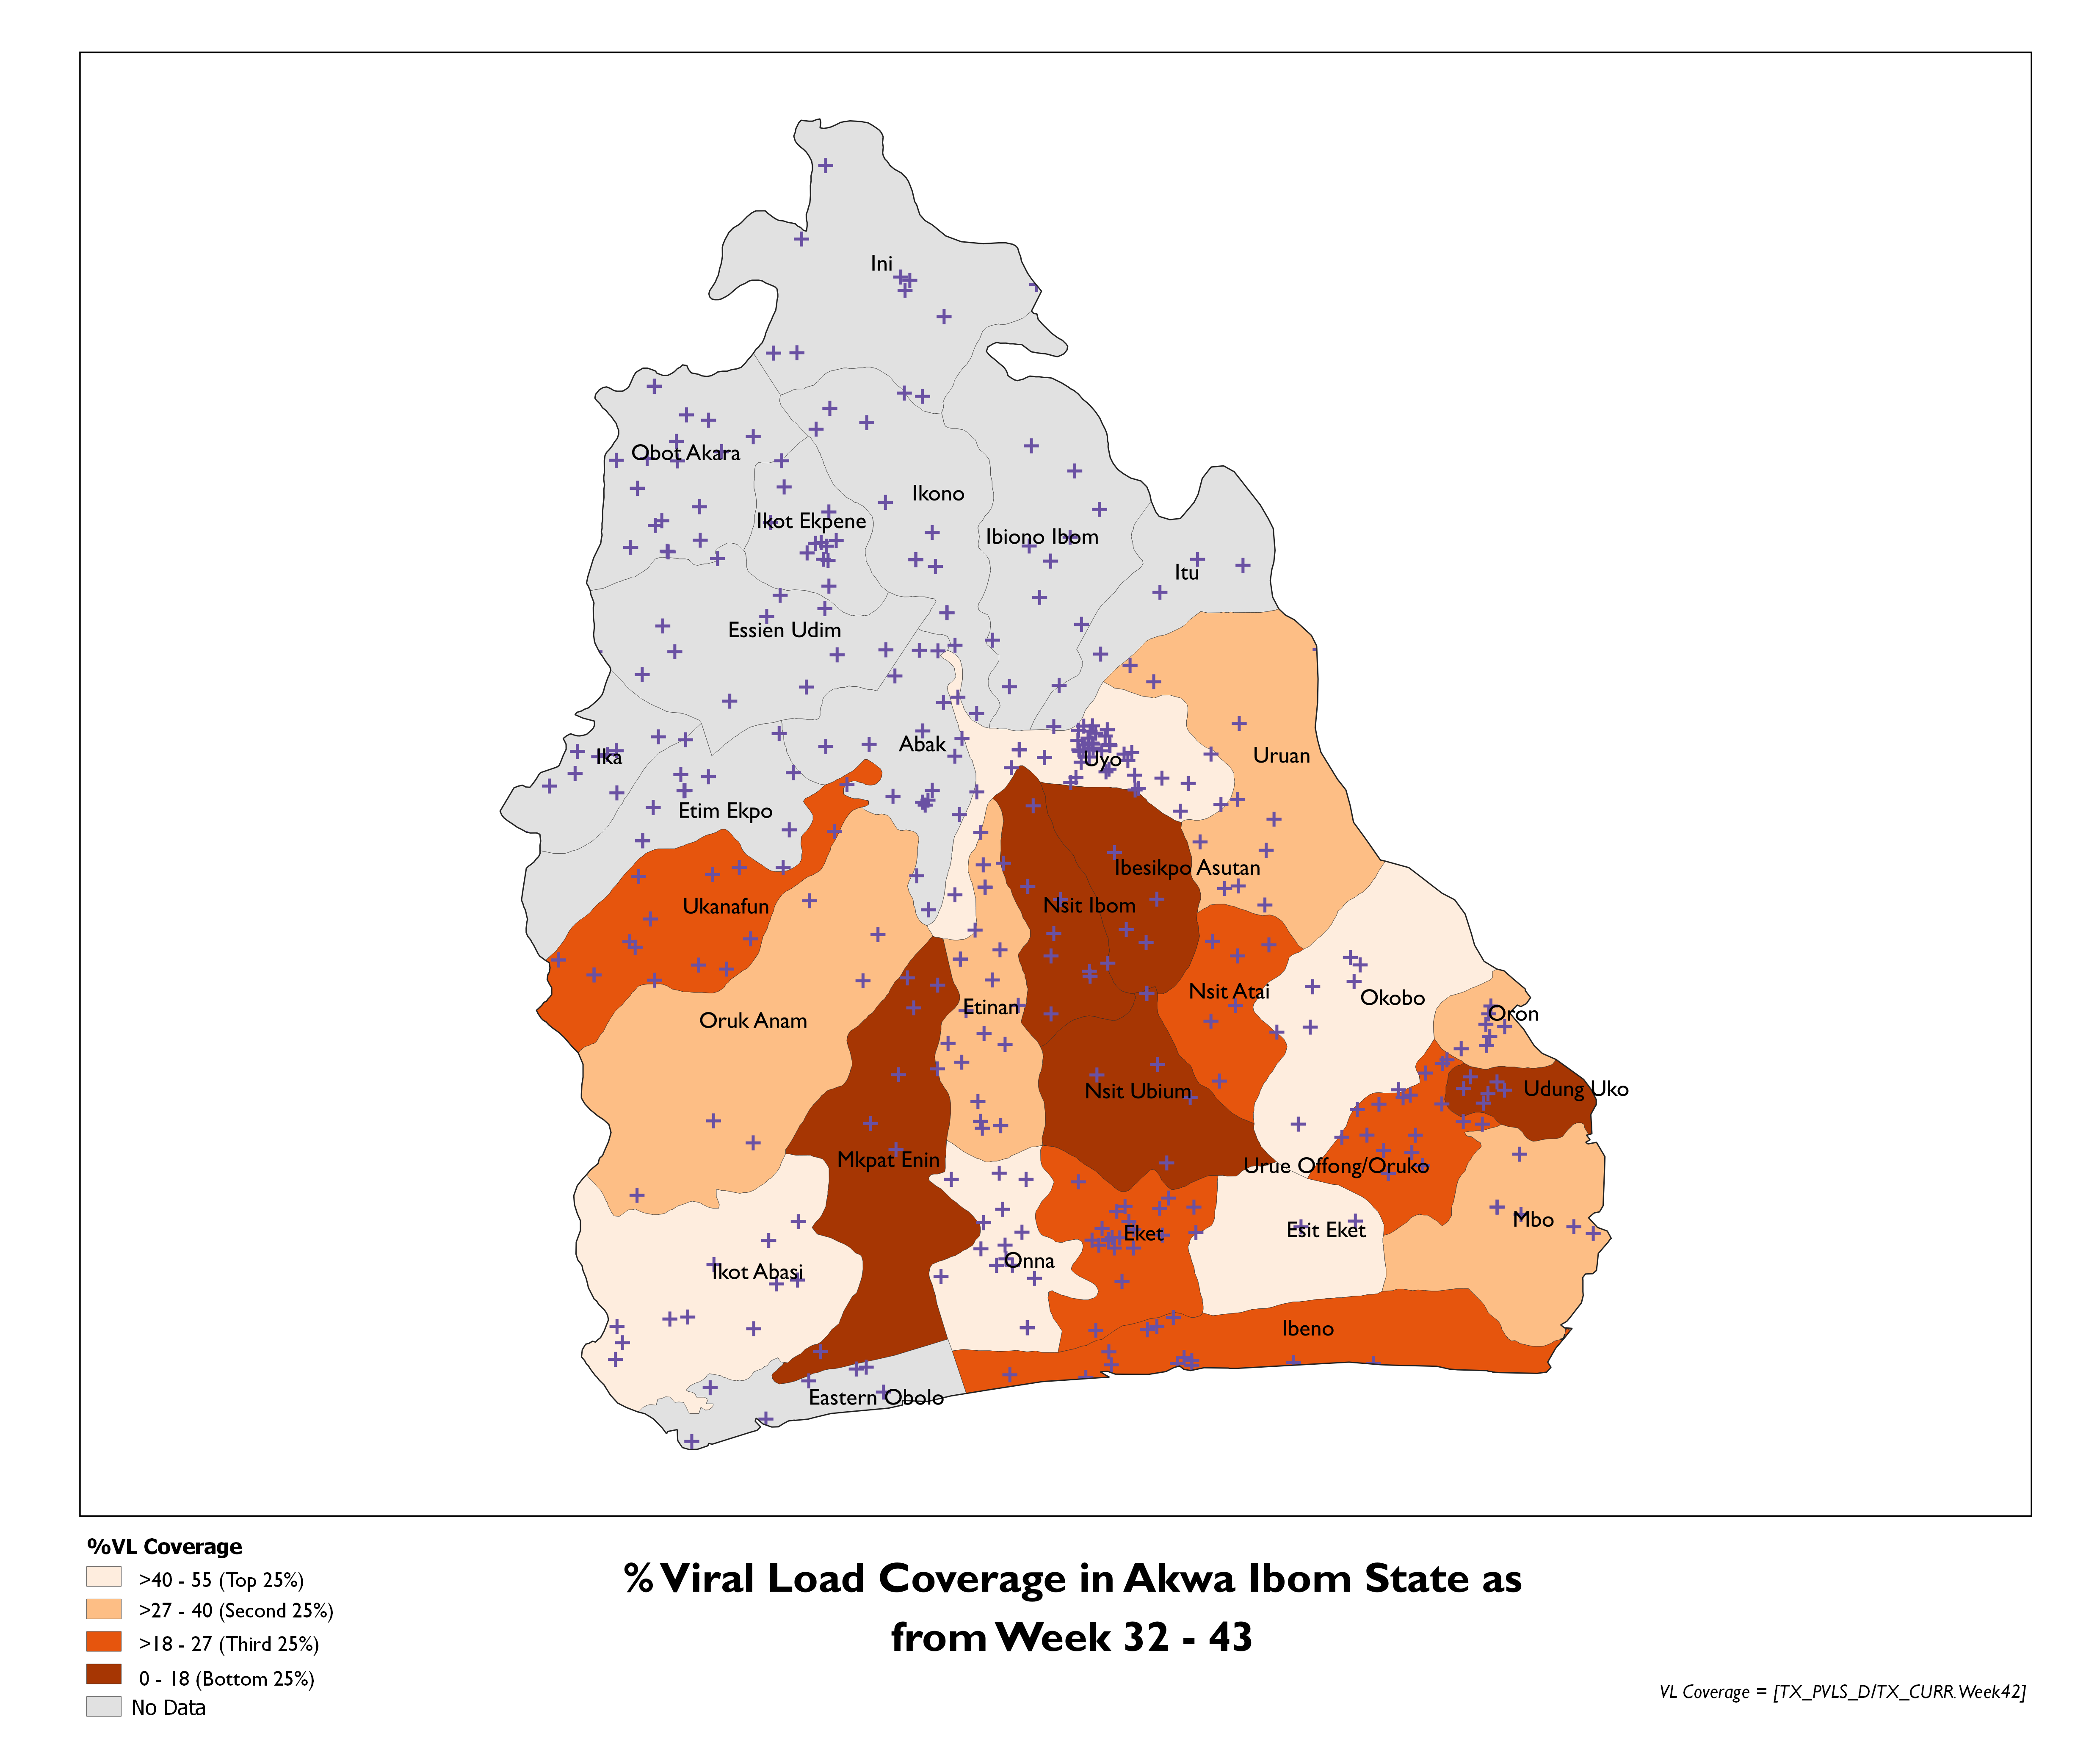 Ini
Obot Akara
Ikono
Ikot Ekpene
Ibiono Ibom
Itu
Essien Udim
Abak
Uyo
Uruan
Ika
Etim Ekpo
Ibesikpo Asutan
Ukanafun
Nsit Ibom
Nsit Atai
Okobo
Etinan
Oron
Oruk Anam
Nsit Ubium
Udung Uko
Mkpat Enin
Urue Offong/Oruko
Mbo
Esit Eket
Eket
Onna
Ikot Abasi
Ibeno
Eastern Obolo
%VL Coverage
>40 - 55 (Top 25%)
>27 - 40 (Second 25%)
>18 - 27 (Third 25%)
0 - 18 (Bottom 25%)
No Data
% Viral Load Coverage in Akwa Ibom State as
from Week 32 - 43
VL Coverage = [TX_PVLS_D/TX_CURR.Week42]